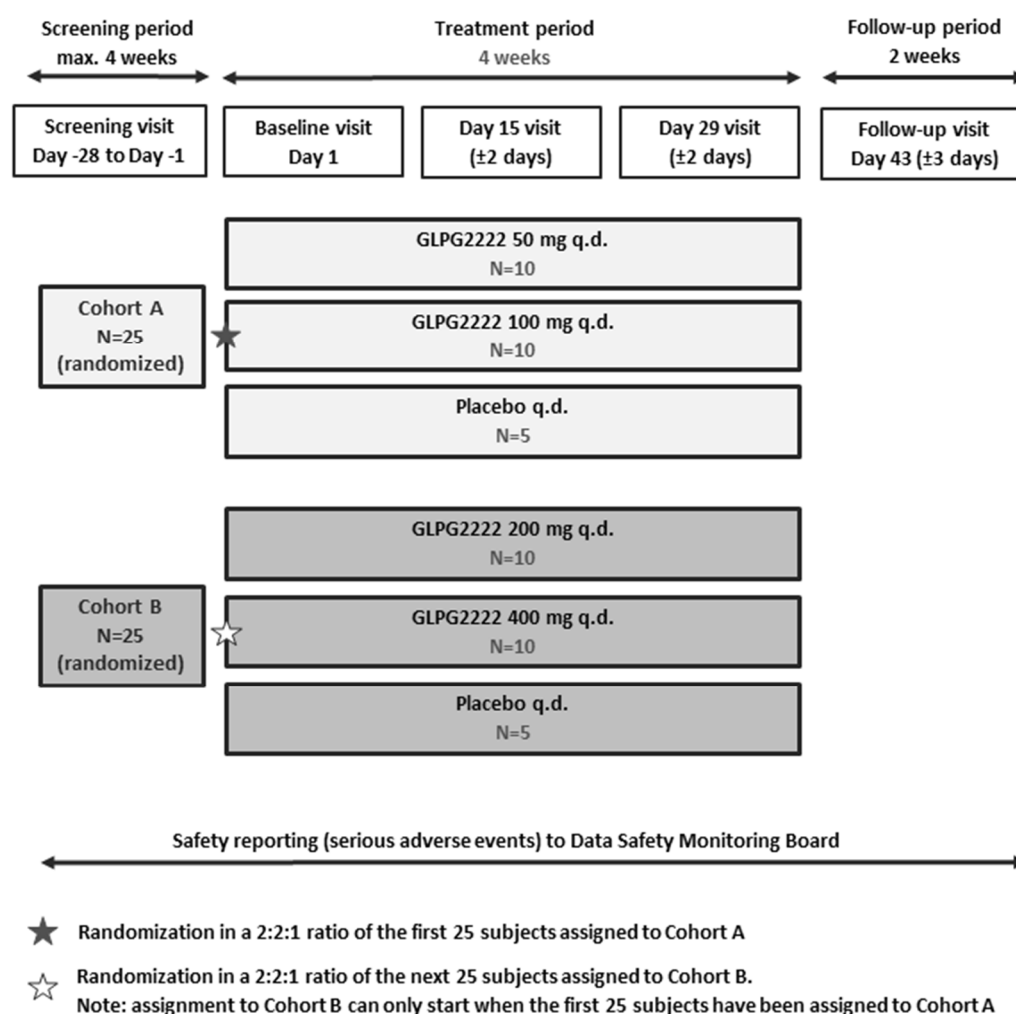 Screening period
max. 4 weeks
Treatment period
4 weeks
Follow-up period
2 weeks
Screening visit
Day -28 to Day -1
Baseline visit
Day 1
Day 15 visit
(±2 days)
Day 29 visit
(±2 days)
Follow-up visit
Day 43 (±3 days)
Cohort A
N=25
(randomized)
GLPG2222 50 mg q.d.
N=10
GLPG2222 100 mg q.d.
N=10
Placebo q.d.
N=5
Cohort B
N=25
(randomized)
GLPG2222 200 mg q.d.
N=10
GLPG2222 400 mg q.d.
N=10
Placebo q.d.
N=5
Safety reporting (serious adverse events) to Data Safety Monitoring Board
Randomization in a 2:2:1 ratio of the first 25 subjects assigned to Cohort A
Randomization in a 2:2:1 ratio of the next 25 subjects assigned to Cohort B.
Note: assignment to Cohort B can only start when the first 25 subjects have been assigned to Cohort A